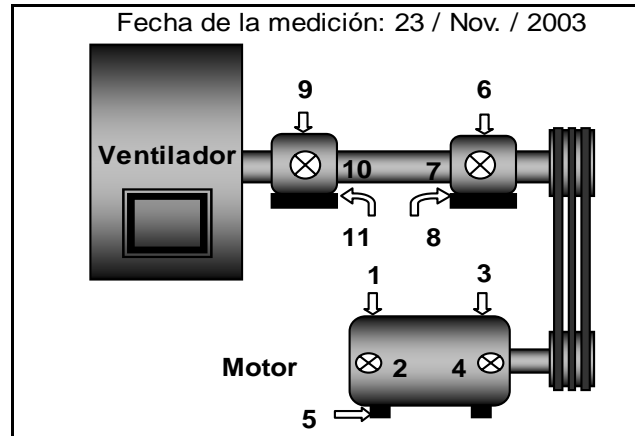 Fecha de la medición: 23 / Nov. / 2003
9 6
Ventilador
10 7
11 8
1 3
Motor 2 4
5